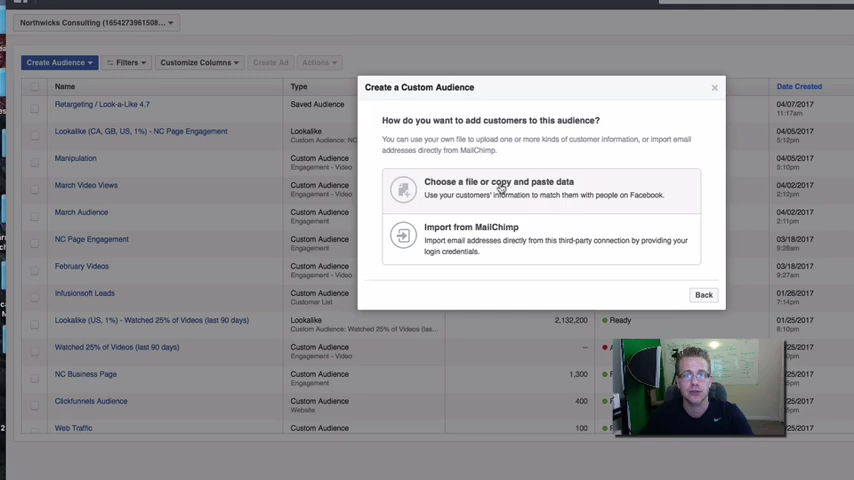 Northwicks Consulting (1654273961508...
Create Audience
Filters
Customize Columns
Create Ad
Actions
Name
Type
Date Created
Retargeting / Look-a-Like 4.7
Saved Audience
04/07/2017
11:17am
Lookalike (CA, GB, US, 1%) - NC Page Engagement
Lookalike
Custom Audience: NC
04/05/2017
5:12pm
Manipulation
Custom Audience
Engagement - Video
04/05/2017
March Video Views
Custom Audience
Engagement - Video
04/02/2017
March Audience
Custom Audience
Engagement
04/02/2017
NC Page Engagement
Custom Audience
Engagement
03/18/2017
9:28am
February Videos
Custom Audience
Engagement - Video
03/18/2017
9:27am
Infusionsoft Leads
Custom Audience
Customer List
01/26/2017
7:14pm
Lookalike (US, 1%) - Watched 25% of Videos (last 90 days)
Lookalike
Custom Audience: Watched 25% of Videos (last 90 d...
2,132,200
Ready
01/25/2017
8:10pm
Watched 25% of Videos (last 90 days)
Custom Audience
Engagement - Video
--
NC Business Page
Custom Audience
Engagement
1,300
Clickfunnels Audience
Custom Audience
Website
400
Web Traffic
Custom Audience
100
Create a Custom Audience
How do you want to add customers to this audience?
You can use your own file to upload one or more kinds of customer information, or import email
addresses directly from MailChimp.
Choose a file or copy and paste data
Use your customers' information to match them with people on Facebook.
Import from MailChimp
Import email addresses directly from this third-party connection by providing your
login credentials.
Back